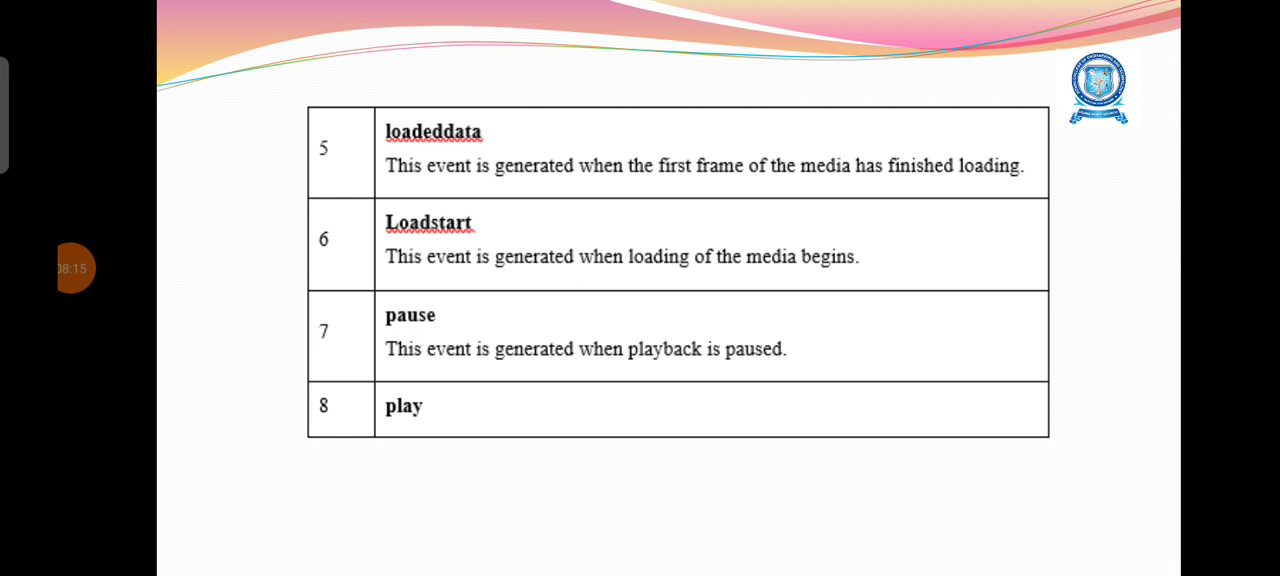 5
loadeddata
This event is generated when the first frame of the media has finished loading.
6
Loadstart
This event is generated when loading of the media begins.
08:15
7
pause
This event is generated when playback is paused.
8
play